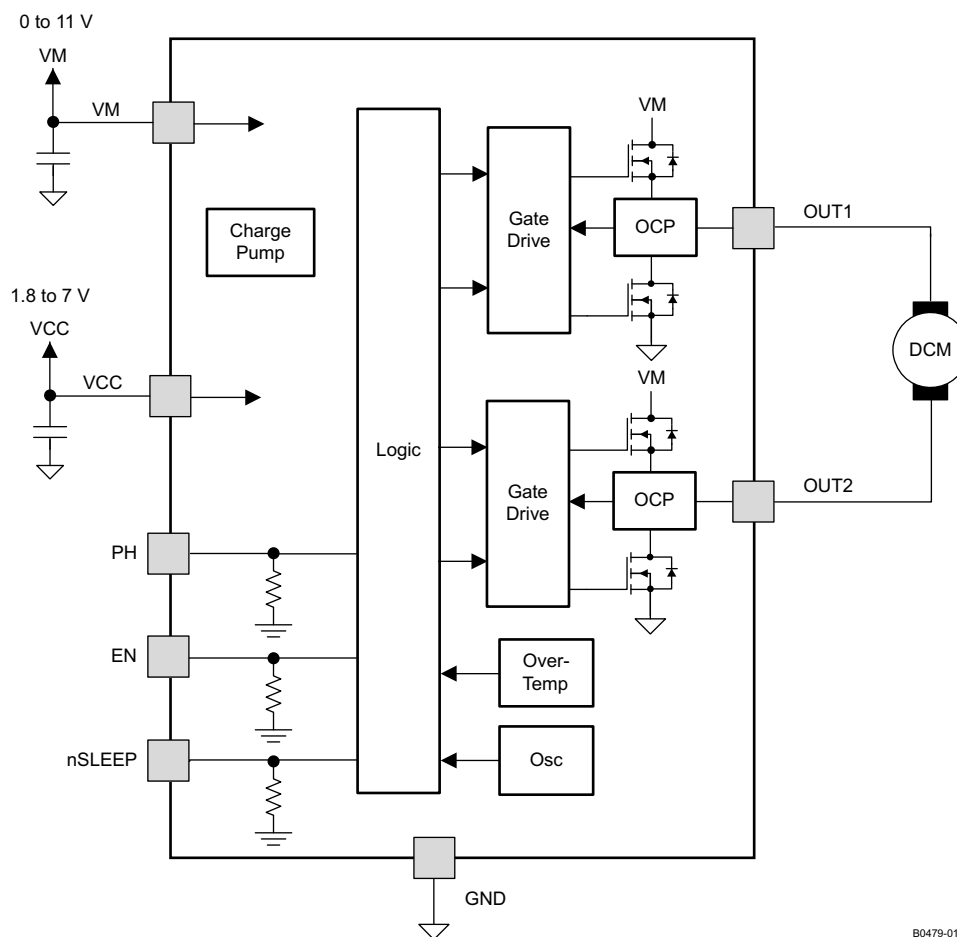 0 to 11 V
VM
VM
VM
Charge
Pump
Gate
Drive
OCP
OUT1
1.8 to 7 V
VCC
VCC
DCM
VM
Logic
Gate
Drive
OCP
OUT2
PH
EN
Over-
Temp
nSLEEP
Osc
GND
B0479-01